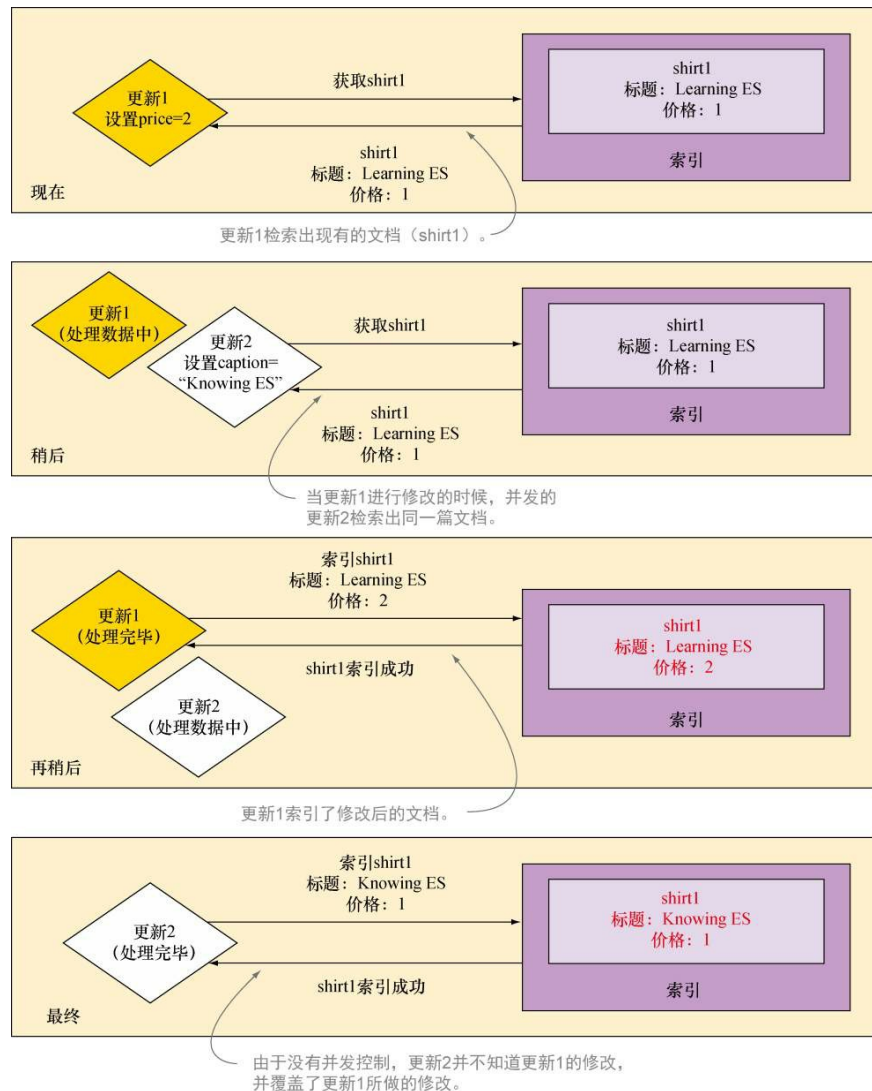 获取shirt1
更新1
设置price=2
shirt1
标题：Learning ES
价格：1
现在
shirt1
标题：Learning ES
价格：1
索引
更新1检索出现有的文档（shirt1）。
更新1
（处理数据中）
更新2
设置caption=
“Knowing ES”
获取shirt1
shirt1
标题：Learning ES
价格：1
稍后
shirt1
标题：Learning ES
价格：1
索引
当更新1进行修改的时候，并发的
更新2检索出同一篇文档。
更新1
（处理完毕）
更新2
（处理数据中）
索引shirt1
标题：Learning ES
价格：2
shirt1索引成功
再稍后
shirt1
标题：Learning ES
价格：2
索引
更新1索引了修改后的文档。
更新2
（处理完毕）
索引shirt1
标题：Knowing ES
价格：1
shirt1索引成功
最终
shirt1
标题：Knowing ES
价格：1
索引
由于没有并发控制，更新2并不知道更新1的修改，
并覆盖了更新1所做的修改。